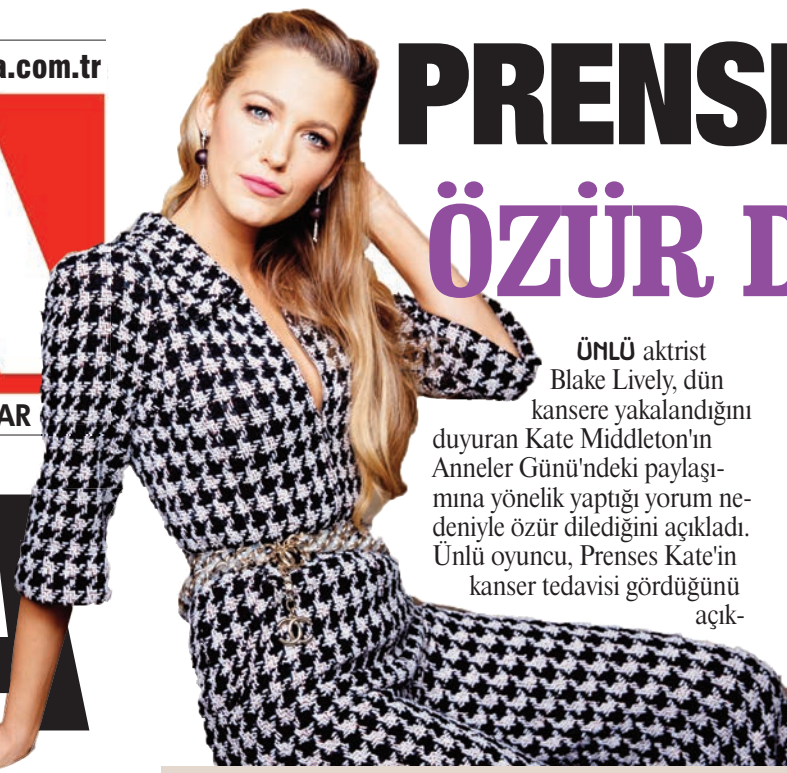 a.com.tr
PRENS
ÖZÜR D
AR
ÜNLÜ aktrist
Blake Lively, dün
kansere yakalandığını
duyuran Kate Middleton'ın
Anneler Günü'ndeki paylaşı-
mına yönelik yaptığı yorum ne-
deniyle özür dilediğini açıkladı.
Ünlü oyuncu, Prenses Kate'in
kanser tedavisi gördüğünü
açık-